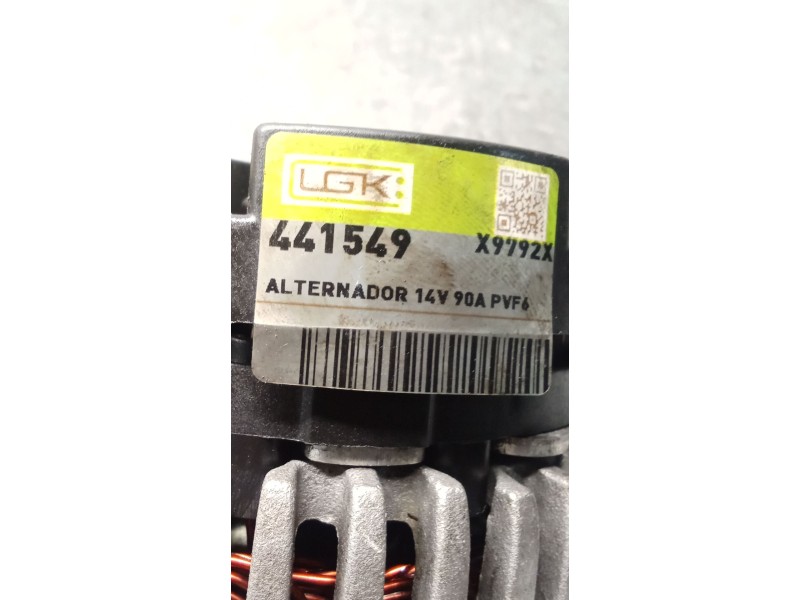 LGK
441549 X9792X
ALTERNADOR 14V 90A PVF6